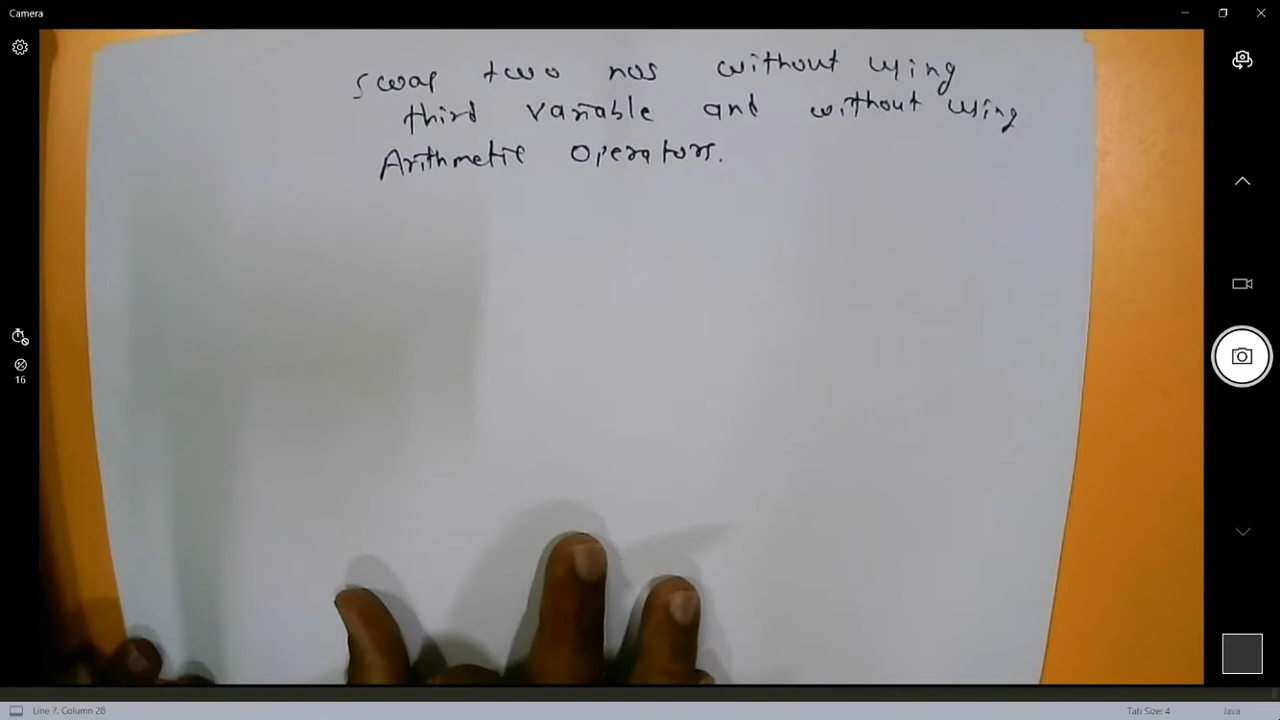 Camera
swap two nos without using
third variable and without using
Arithmetic Operators.
16
Line 7, Column 28
Tab Size: 4
Java